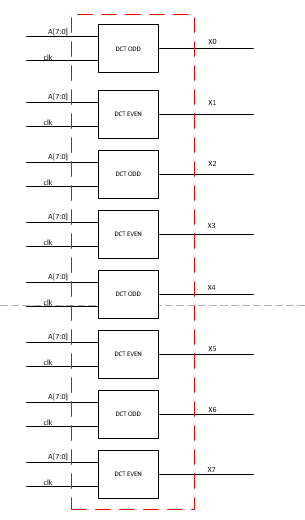 A[7:0]
DCT ODD
X0
clk
A[7:0]
DCT EVEN
X1
clk
A[7:0]
DCT ODD
X2
clk
A[7:0]
DCT EVEN
X3
clk
A[7:0]
DCT ODD
X4
clk
A[7:0]
DCT EVEN
X5
clk
A[7:0]
DCT ODD
X6
clk
A[7:0]
DCT EVEN
X7
clk